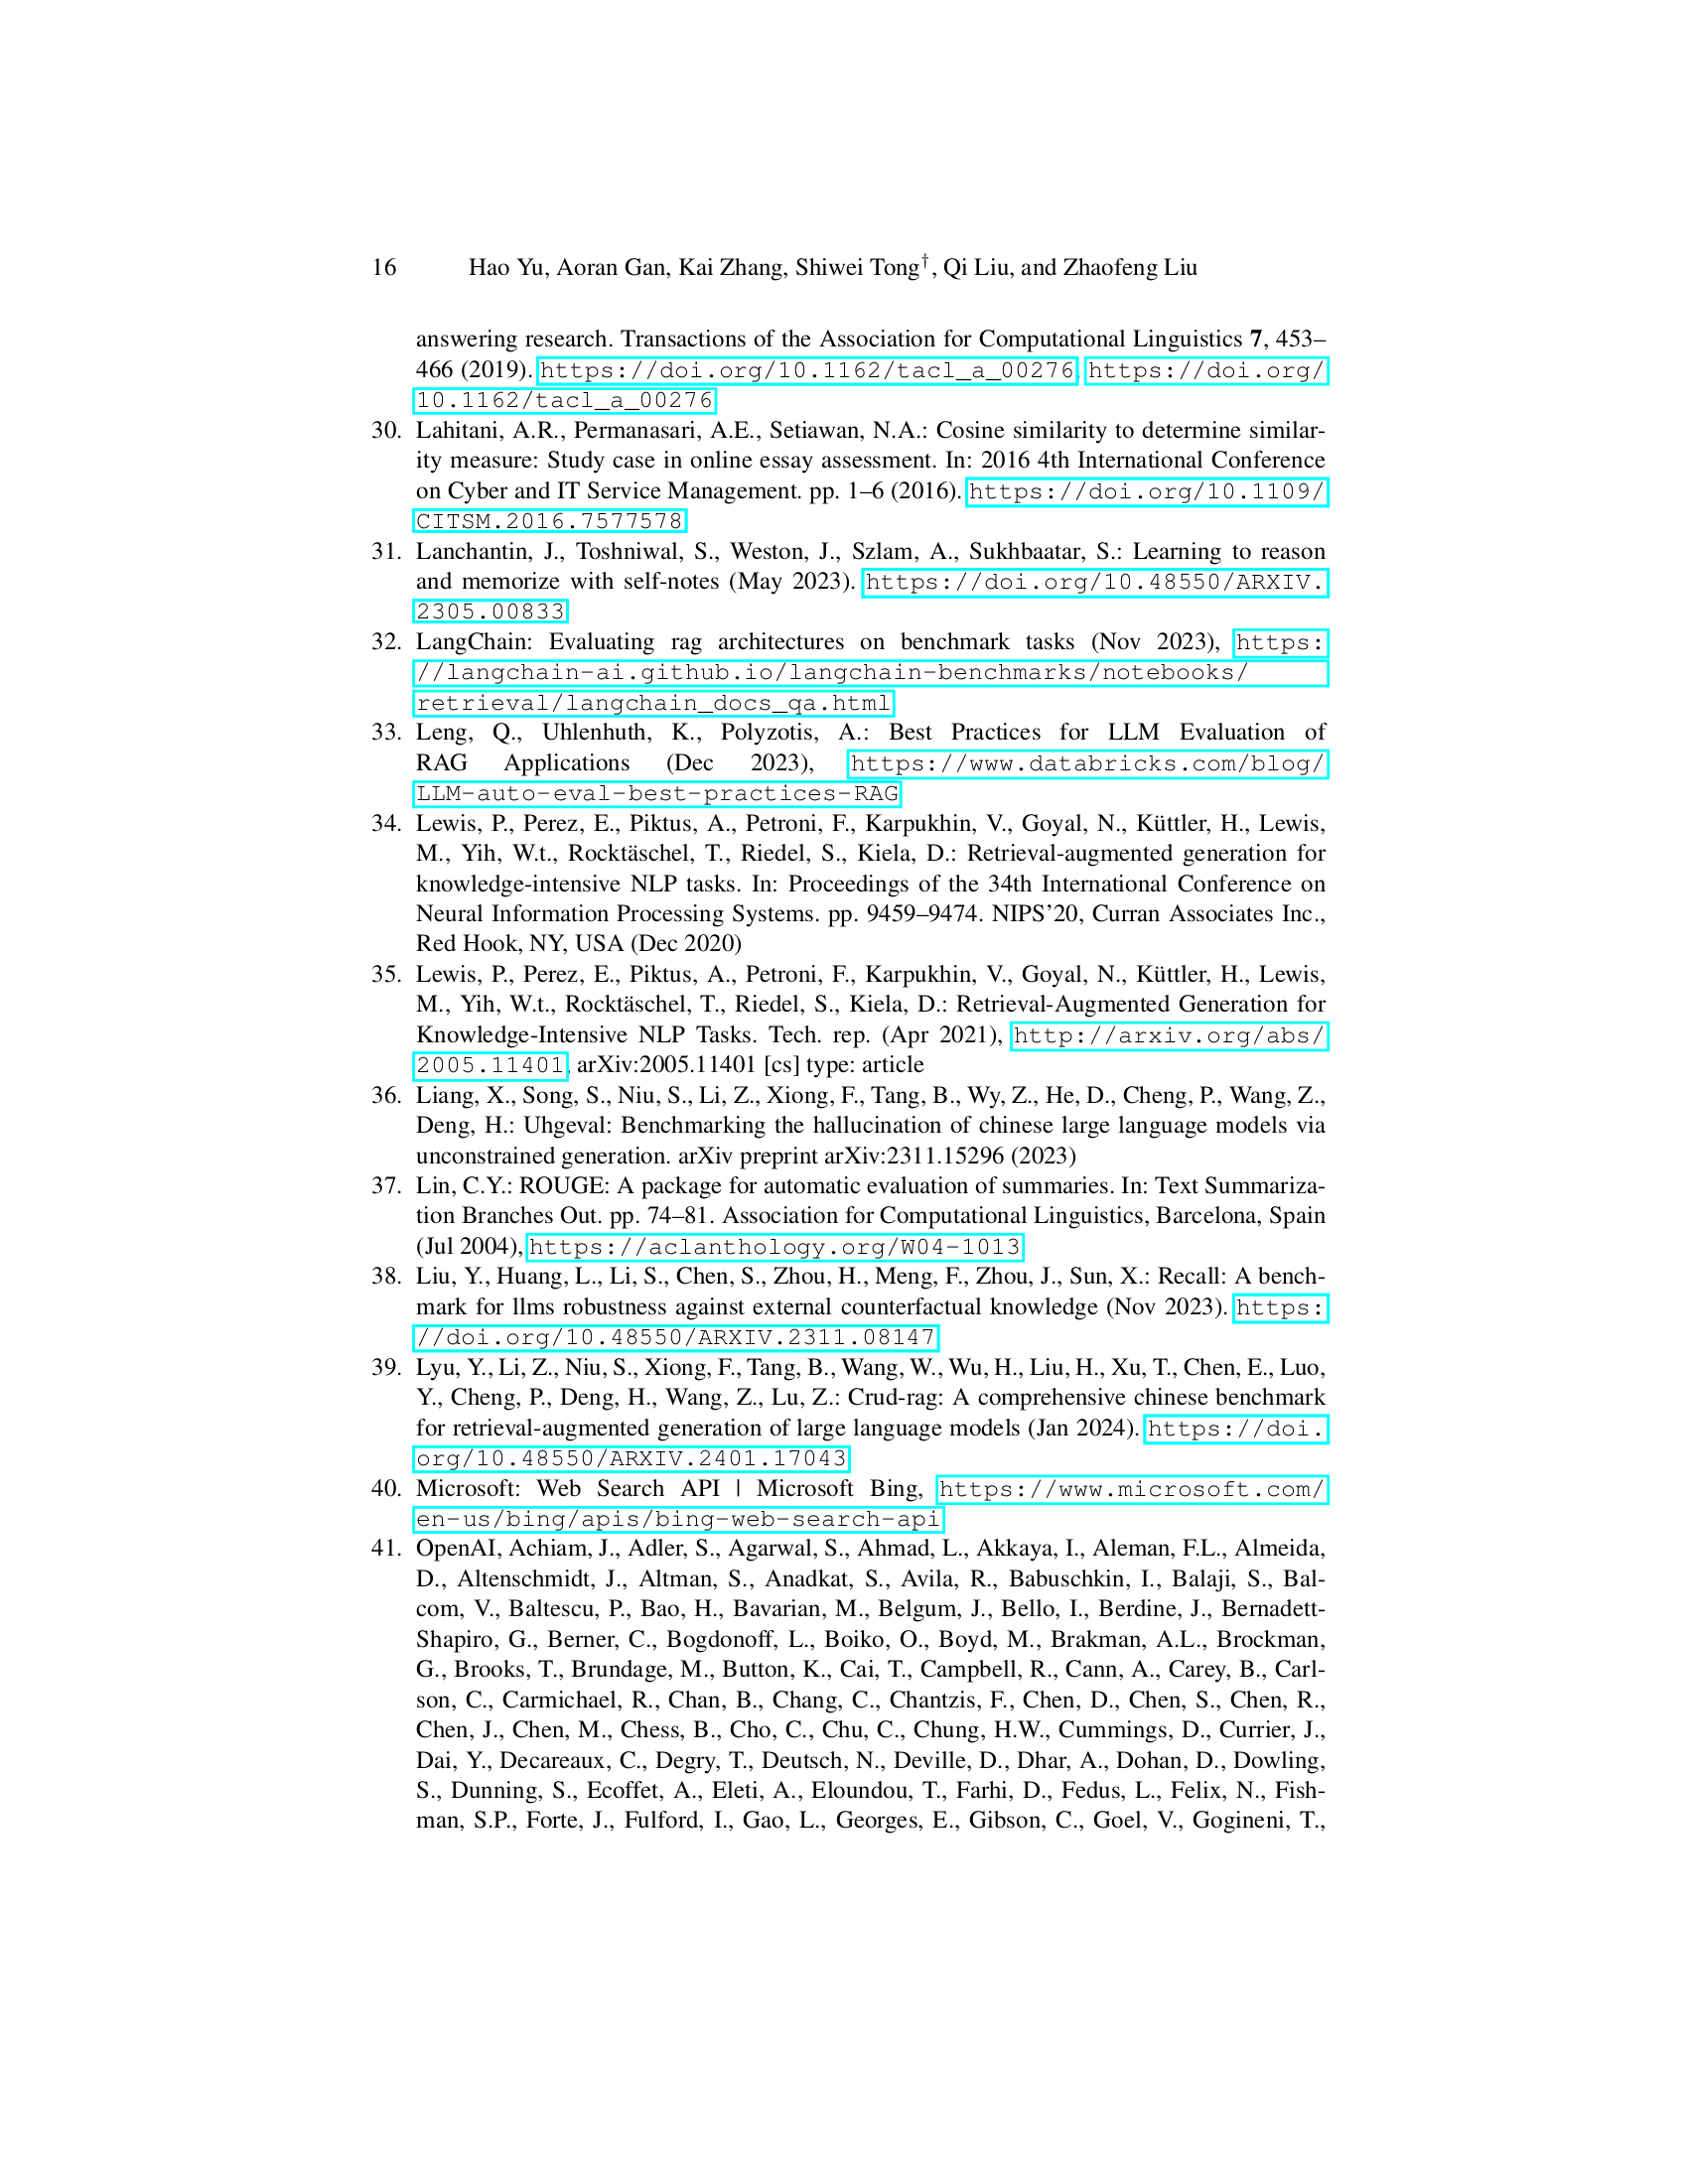 16 Hao Yu, Aoran Gan, Kai Zhang, Shiwei Tong†, Qi Liu, and Zhaofeng Liu
answering research. Transactions of the Association for Computational Linguistics 7, 453–
466 (2019). https://doi.org/10.1162/tacl_a_00276, https://doi.org/
10.1162/tacl_a_00276
30. Lahitani, A.R., Permanasari, A.E., Setiawan, N.A.: Cosine similarity to determine similar-
ity measure: Study case in online essay assessment. In: 2016 4th International Conference
on Cyber and IT Service Management. pp. 1–6 (2016). https://doi.org/10.1109/
CITSM.2016.7577578
31. Lanchantin, J., Toshniwal, S., Weston, J., Szlam, A., Sukhbaatar, S.: Learning to reason
and memorize with self-notes (May 2023). https://doi.org/10.48550/ARXIV.
2305.00833
32. LangChain: Evaluating rag architectures on benchmark tasks (Nov 2023), https:
//langchain-ai.github.io/langchain-benchmarks/notebooks/
retrieval/langchain_docs_qa.html
33. Leng, Q., Uhlenhuth, K., Polyzotis, A.: Best Practices for LLM Evaluation of
RAG Applications (Dec 2023), https://www.databricks.com/blog/
LLM-auto-eval-best-practices-RAG
34. Lewis, P., Perez, E., Piktus, A., Petroni, F., Karpukhin, V., Goyal, N., Küttler, H., Lewis,
M., Yih, W.t., Rocktäschel, T., Riedel, S., Kiela, D.: Retrieval-augmented generation for
knowledge-intensive NLP tasks. In: Proceedings of the 34th International Conference on
Neural Information Processing Systems. pp. 9459–9474. NIPS'20, Curran Associates Inc.,
Red Hook, NY, USA (Dec 2020)
35. Lewis, P., Perez, E., Piktus, A., Petroni, F., Karpukhin, V., Goyal, N., Küttler, H., Lewis,
M., Yih, W.t., Rocktäschel, T., Riedel, S., Kiela, D.: Retrieval-Augmented Generation for
Knowledge-Intensive NLP Tasks. Tech. rep. (Apr 2021), http://arxiv.org/abs/
2005.11401, arXiv:2005.11401 [cs] type: article
36. Liang, X., Song, S., Niu, S., Li, Z., Xiong, F., Tang, B., Wy, Z., He, D., Cheng, P., Wang, Z.,
Deng, H.: Uhgeval: Benchmarking the hallucination of chinese large language models via
unconstrained generation. arXiv preprint arXiv:2311.15296 (2023)
37. Lin, C.Y.: ROUGE: A package for automatic evaluation of summaries. In: Text Summariza-
tion Branches Out. pp. 74–81. Association for Computational Linguistics, Barcelona, Spain
(Jul 2004), https://aclanthology.org/W04-1013
38. Liu, Y., Huang, L., Li, S., Chen, S., Zhou, H., Meng, F., Zhou, J., Sun, X.: Recall: A bench-
mark for llms robustness against external counterfactual knowledge (Nov 2023). https:
//doi.org/10.48550/ARXIV.2311.08147
39. Lyu, Y., Li, Z., Niu, S., Xiong, F., Tang, B., Wang, W., Wu, H., Liu, H., Xu, T., Chen, E., Luo,
Y., Cheng, P., Deng, H., Wang, Z., Lu, Z.: Crud-rag: A comprehensive chinese benchmark
for retrieval-augmented generation of large language models (Jan 2024). https://doi.
org/10.48550/ARXIV.2401.17043
40. Microsoft: Web Search API | Microsoft Bing, https://www.microsoft.com/
en-us/bing/apis/bing-web-search-api
41. OpenAI, Achiam, J., Adler, S., Agarwal, S., Ahmad, L., Akkaya, I., Aleman, F.L., Almeida,
D., Altenschmidt, J., Altman, S., Anadkat, S., Avila, R., Babuschkin, I., Balaji, S., Bal-
com, V., Baltescu, P., Bao, H., Bavarian, M., Belgum, J., Bello, I., Berdine, J., Bernadett-
Shapiro, G., Berner, C., Bogdonoff, L., Boiko, O., Boyd, M., Brakman, A.L., Brockman,
G., Brooks, T., Brundage, M., Button, K., Cai, T., Campbell, R., Cann, A., Carey, B., Carl-
son, C., Carmichael, R., Chan, B., Chang, C., Chantzis, F., Chen, D., Chen, S., Chen, R.,
Chen, J., Chen, M., Chess, B., Cho, C., Chu, C., Chung, H.W., Cummings, D., Currier, J.,
Dai, Y., Decareaux, C., Degry, T., Deutsch, N., Deville, D., Dhar, A., Dohan, D., Dowling,
S., Dunning, S., Ecoffet, A., Eleti, A., Eloundou, T., Farhi, D., Fedus, L., Felix, N., Fish-
man, S.P., Forte, J., Fulford, I., Gao, L., Georges, E., Gibson, C., Goel, V., Gogineni, T.,